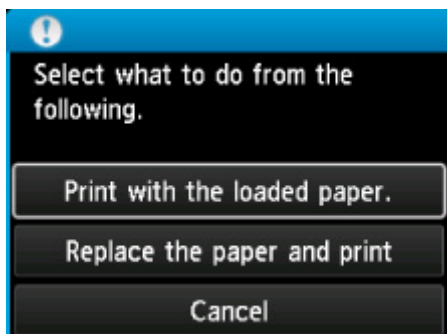 Select what to do from the
following.
Print with the loaded paper.
Replace the paper and print
Cancel